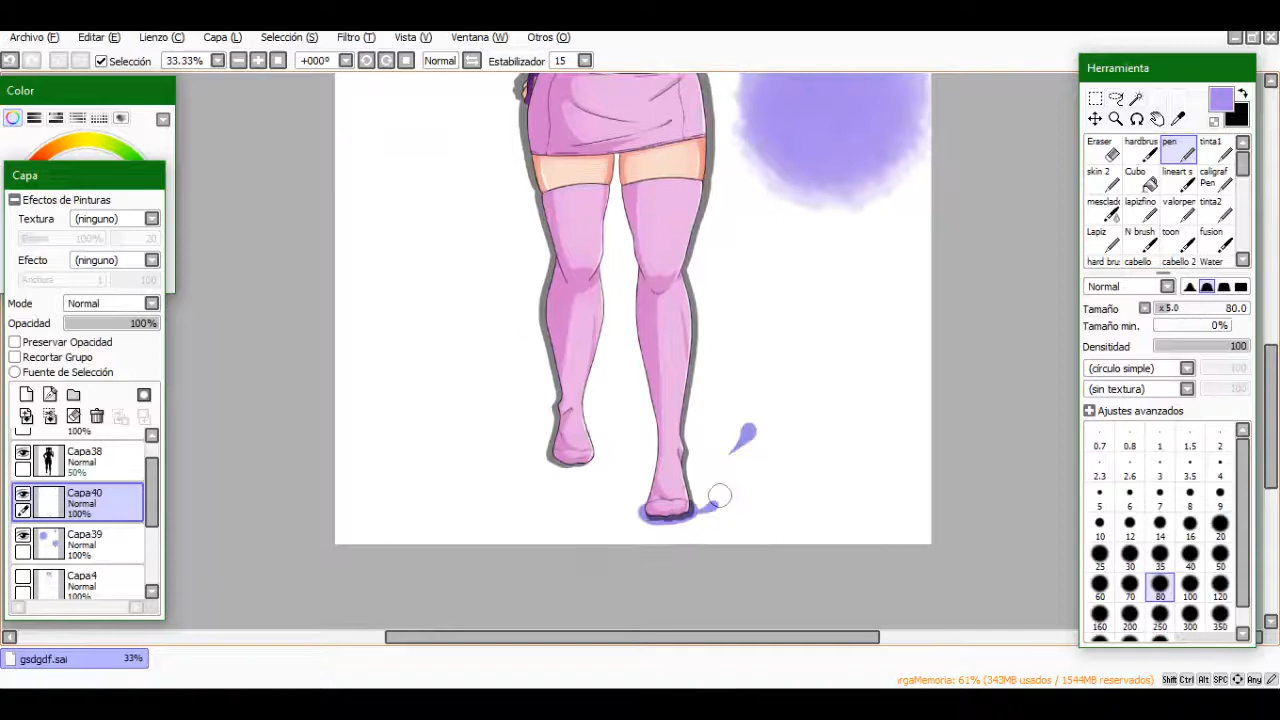 Archivo (F) Editar (E) Lienzo (C) Capa (L) Selección (S) Filtro (T) Vista (V) Ventana (W) Otros (O)
Selección 33.33% +000° Normal Estabilizador 15
Color
Capa
Efectos de Pinturas
Textura (ninguno)
100% 20
Efecto (ninguno)
Anchura 1 100
Mode Normal
Opacidad 100%
Preservar Opacidad
Recortar Grupo
Fuente de Selección
100%
Capa38
Normal
50%
Capa40
Normal
100%
Capa39
Normal
100%
Capa4
Normal
100%
gsdgdf.sai 33%
Herramienta
Eraser hardbrus pen tinta1
skin 2 Cubo lineart s caligraf
Pen
mesclado lapizfino valorper tinta2
Lapiz N brush toon fusion
hard bru cabello cabello 2 Water
Normal
Tamaño x 5.0 80.0
Tamaño min. 0%
Densitidad 100
(círculo simple) 100
(sin textura) 100
Ajustes avanzados
0.7 0.8 1 1.5 2
2.3 2.6 3 3.5 4
5 6 7 8 9
10 12 14 16 20
25 30 35 40 50
60 70 80 100 120
160 200 250 300 350
rgaMemoria: 61% (343MB usados / 1544MB reservados) Shift Ctrl Alt SPC Any